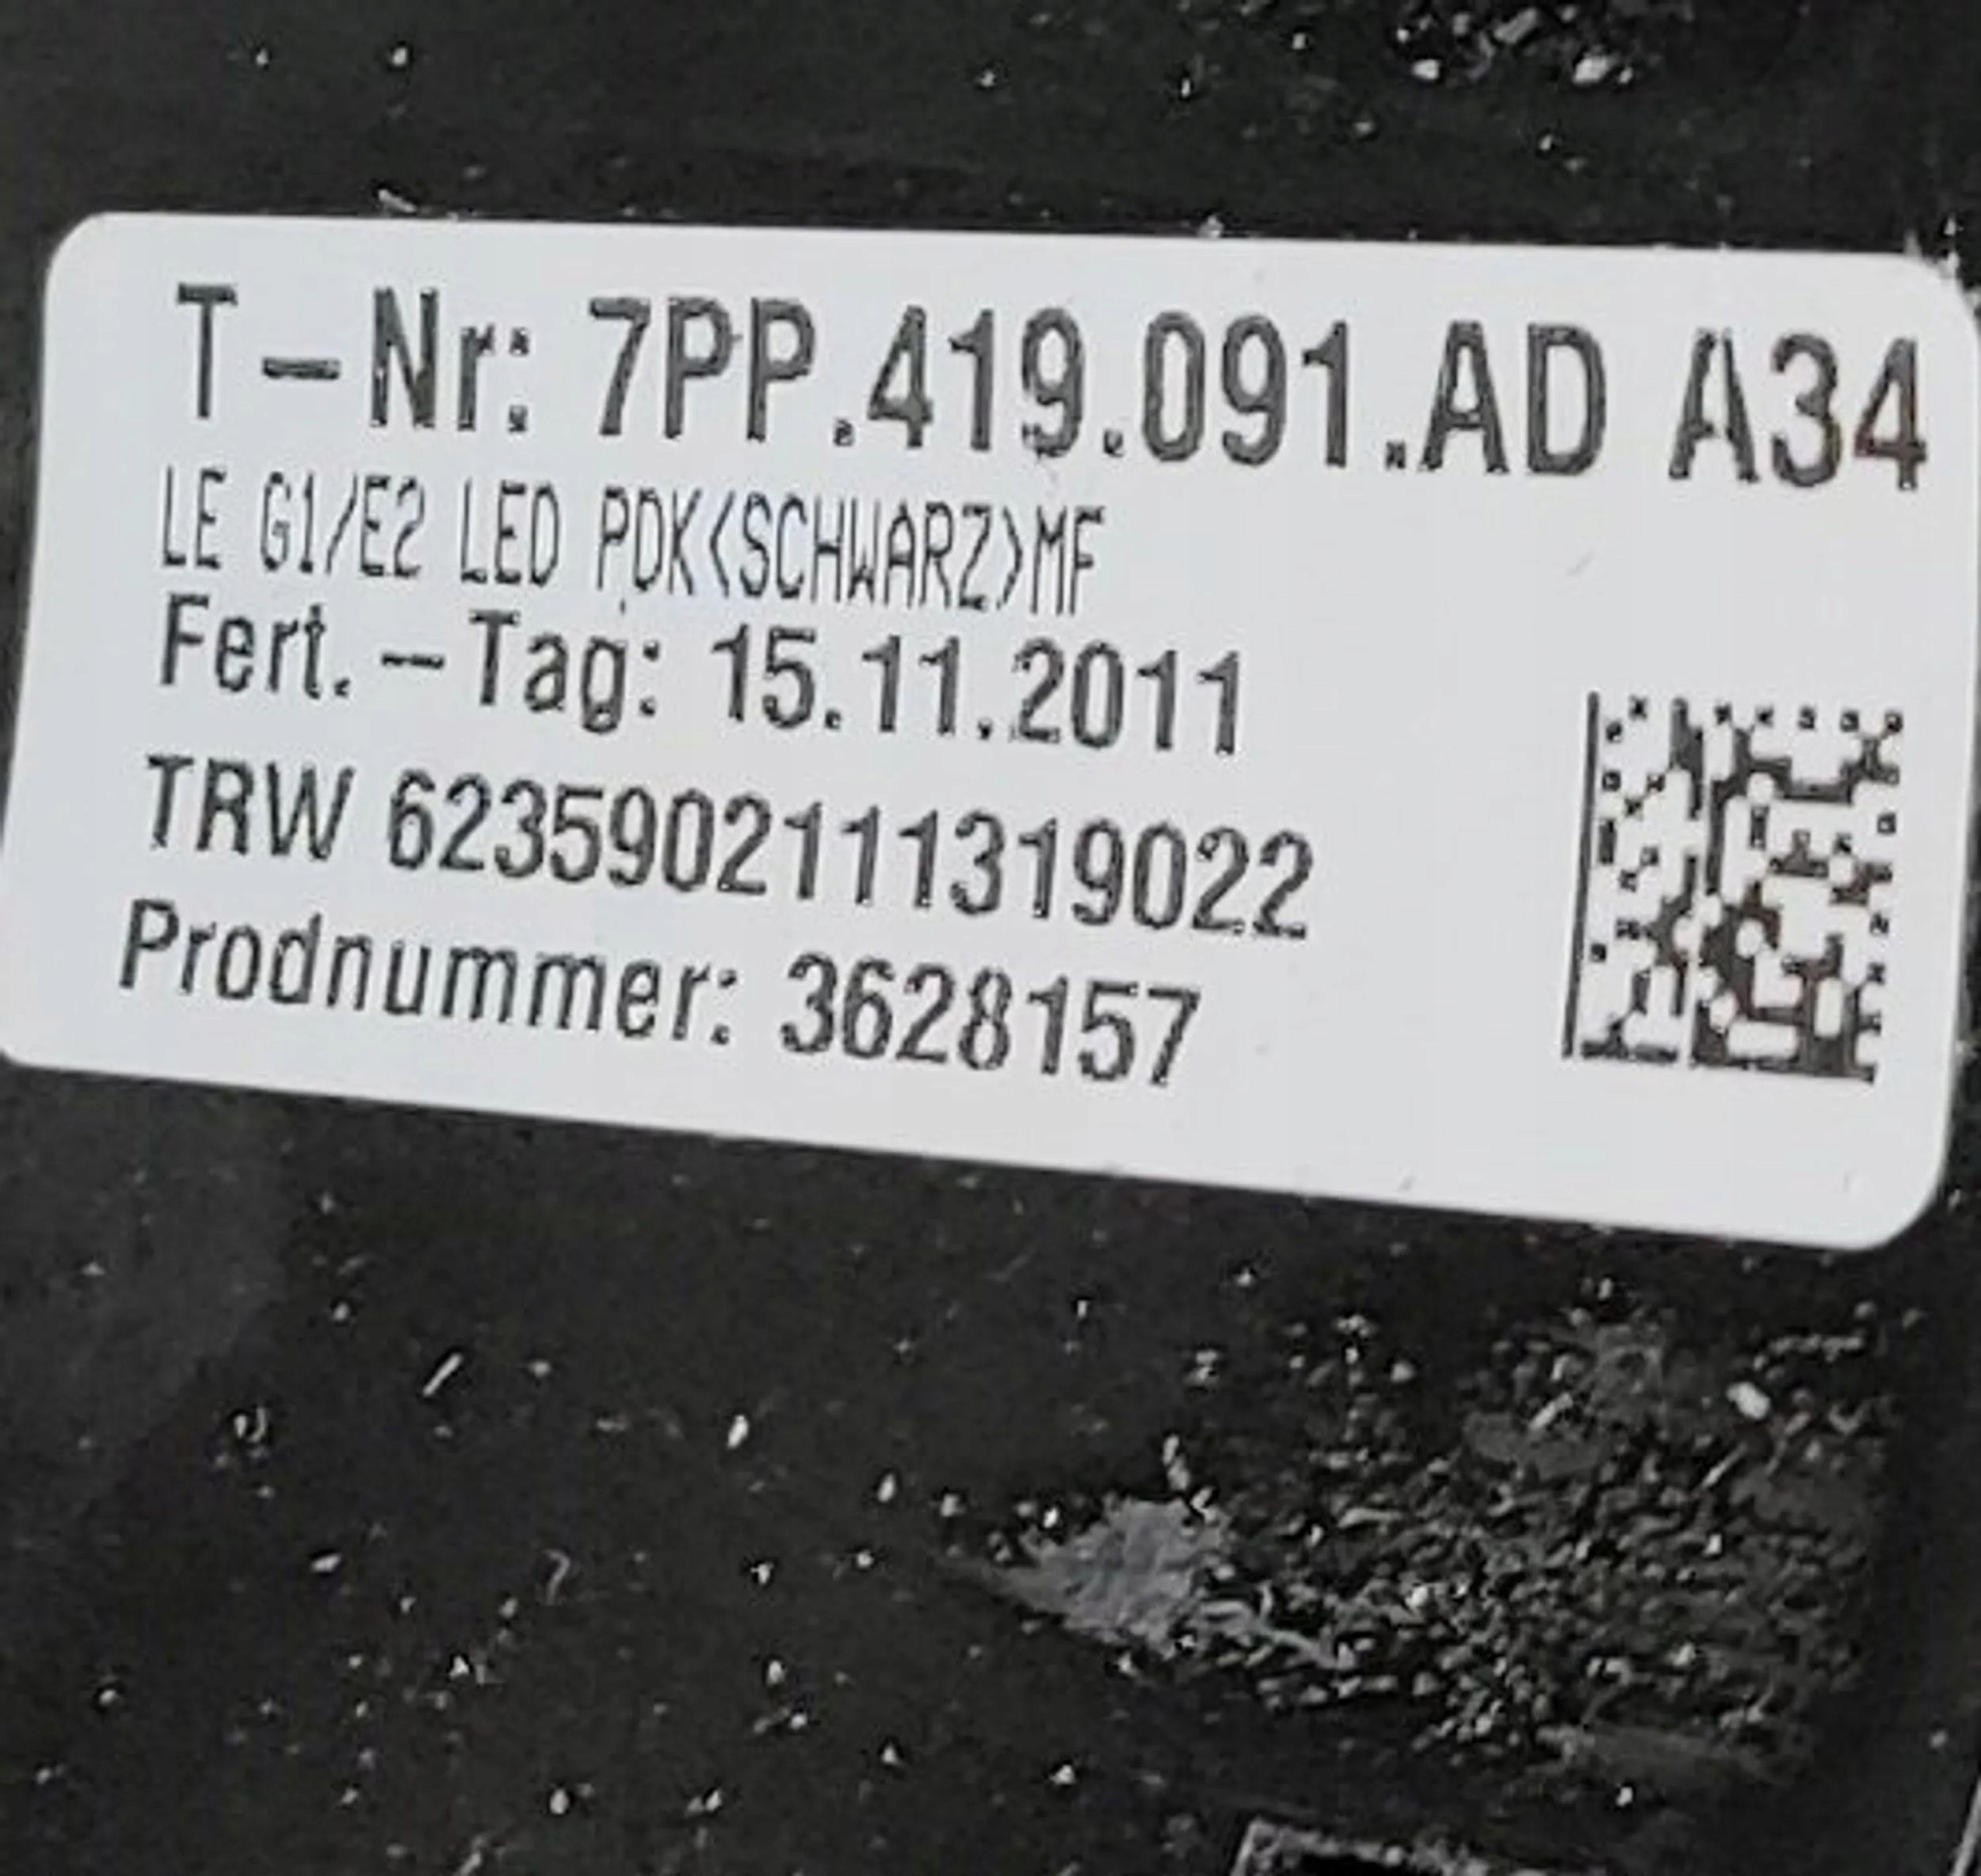 T-Nr: 7PP.419.091.AD A34
LE G1/E2 LED PDK<SCHWARZ>MF
Fert.-Tag: 15.11.2011
TRW 6235902111319022
Prodnummer: 3628157